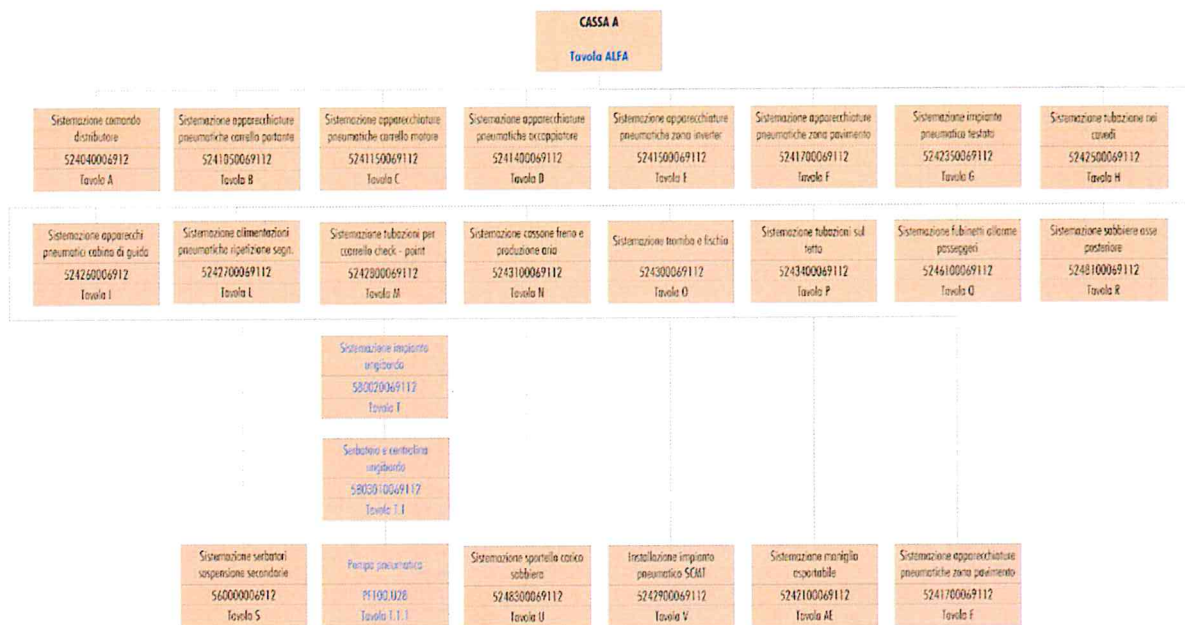 CASSA A
Tavola ALFA
Sistemazione comando
distributore
524040006912
Tavola A
Sistemazione apparecchiature
pneumatiche carrello portante
5241050069112
Tavola B
Sistemazione apparecchiature
pneumatiche carrello motore
5241150069112
Tavola C
Sistemazione apparecchiature
pneumatiche accoppiatore
5241400069112
Tavola D
Sistemazione apparecchiature
pneumatiche zona inverter
5241500069112
Tavola E
Sistemazione apparecchiature
pneumatiche zona pavimento
5241700069112
Tavola F
Sistemazione impianto
pneumatico testata
5242350069112
Tavola G
Sistemazione tubazione nei
cavedi
5242500069112
Tavola H
Sistemazione apparecchi
pneumatici cabina di guida
524260006912
Tavola I
Sistemazione alimentazioni
pneumatiche ripetizione segn.
5242700069112
Tavola L
Sistemazione tubazioni per
ccarrello check - point
5242800069112
Tavola M
Sistemazione cassone freno e
produzione aria
5243100069112
Tavola N
Sistemazione tromba e fischio
524300069112
Tavola O
Sistemazione tubazioni sul
tetto
5243400069112
Tavola P
Sistemazione fubinetti allarme
passeggeri
5246100069112
Tavola Q
Sistemazione sabbiere asse
posteriore
5248100069112
Tavola R
Sistemazione impianto
ungibordo
580020069112
Tavola T
Serbatoio e centralina
ungibordo
5803010069112
Tavola T.1
Sistemazione serbatoi
sospensione secondarie
560000006912
Tavola S
Pompa pneumatica
PF100.U28
Tavola T.1.1
Sistemazione sportello carico
sabbiera
5248300069112
Tavola U
Installazione impianto
pneumatico SCMT
5242900069112
Tavola V
Sistemazione maniglia
asportabile
5242100069112
Tavola AE
Sistemazione apparecchiature
pneumatiche zona pavimento
5241700069112
Tavola F